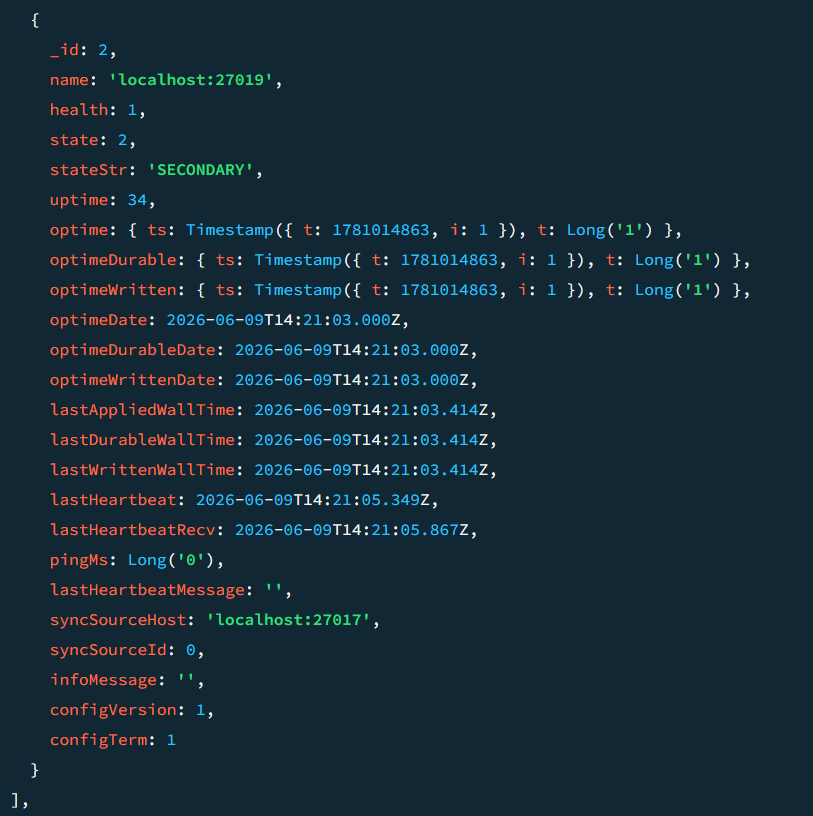 {
_id: 2,
name: 'localhost:27019',
health: 1,
state: 2,
stateStr: 'SECONDARY',
uptime: 34,
optime: { ts: Timestamp({ t: 1781014863, i: 1 }), t: Long('1') },
optimeDurable: { ts: Timestamp({ t: 1781014863, i: 1 }), t: Long('1') },
optimeWritten: { ts: Timestamp({ t: 1781014863, i: 1 }), t: Long('1') },
optimeDate: 2026-06-09T14:21:03.000Z,
optimeDurableDate: 2026-06-09T14:21:03.000Z,
optimeWrittenDate: 2026-06-09T14:21:03.000Z,
lastAppliedWallTime: 2026-06-09T14:21:03.414Z,
lastDurableWallTime: 2026-06-09T14:21:03.414Z,
lastWrittenWallTime: 2026-06-09T14:21:03.414Z,
lastHeartbeat: 2026-06-09T14:21:05.349Z,
lastHeartbeatRecv: 2026-06-09T14:21:05.867Z,
pingMs: Long('0'),
lastHeartbeatMessage: '',
syncSourceHost: 'localhost:27017',
syncSourceId: 0,
infoMessage: '',
configVersion: 1,
configTerm: 1
}
],